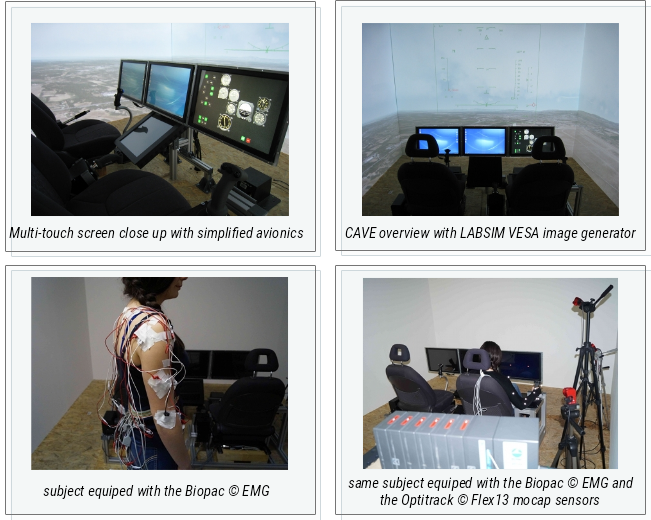 Multi-touch screen close up with simplified avionics
CAVE overview with LABSIM VESA image generator
subject equiped with the Biopac © EMG
same subject equiped with the Biopac © EMG and
the Optitrack © Flex13 mocap sensors